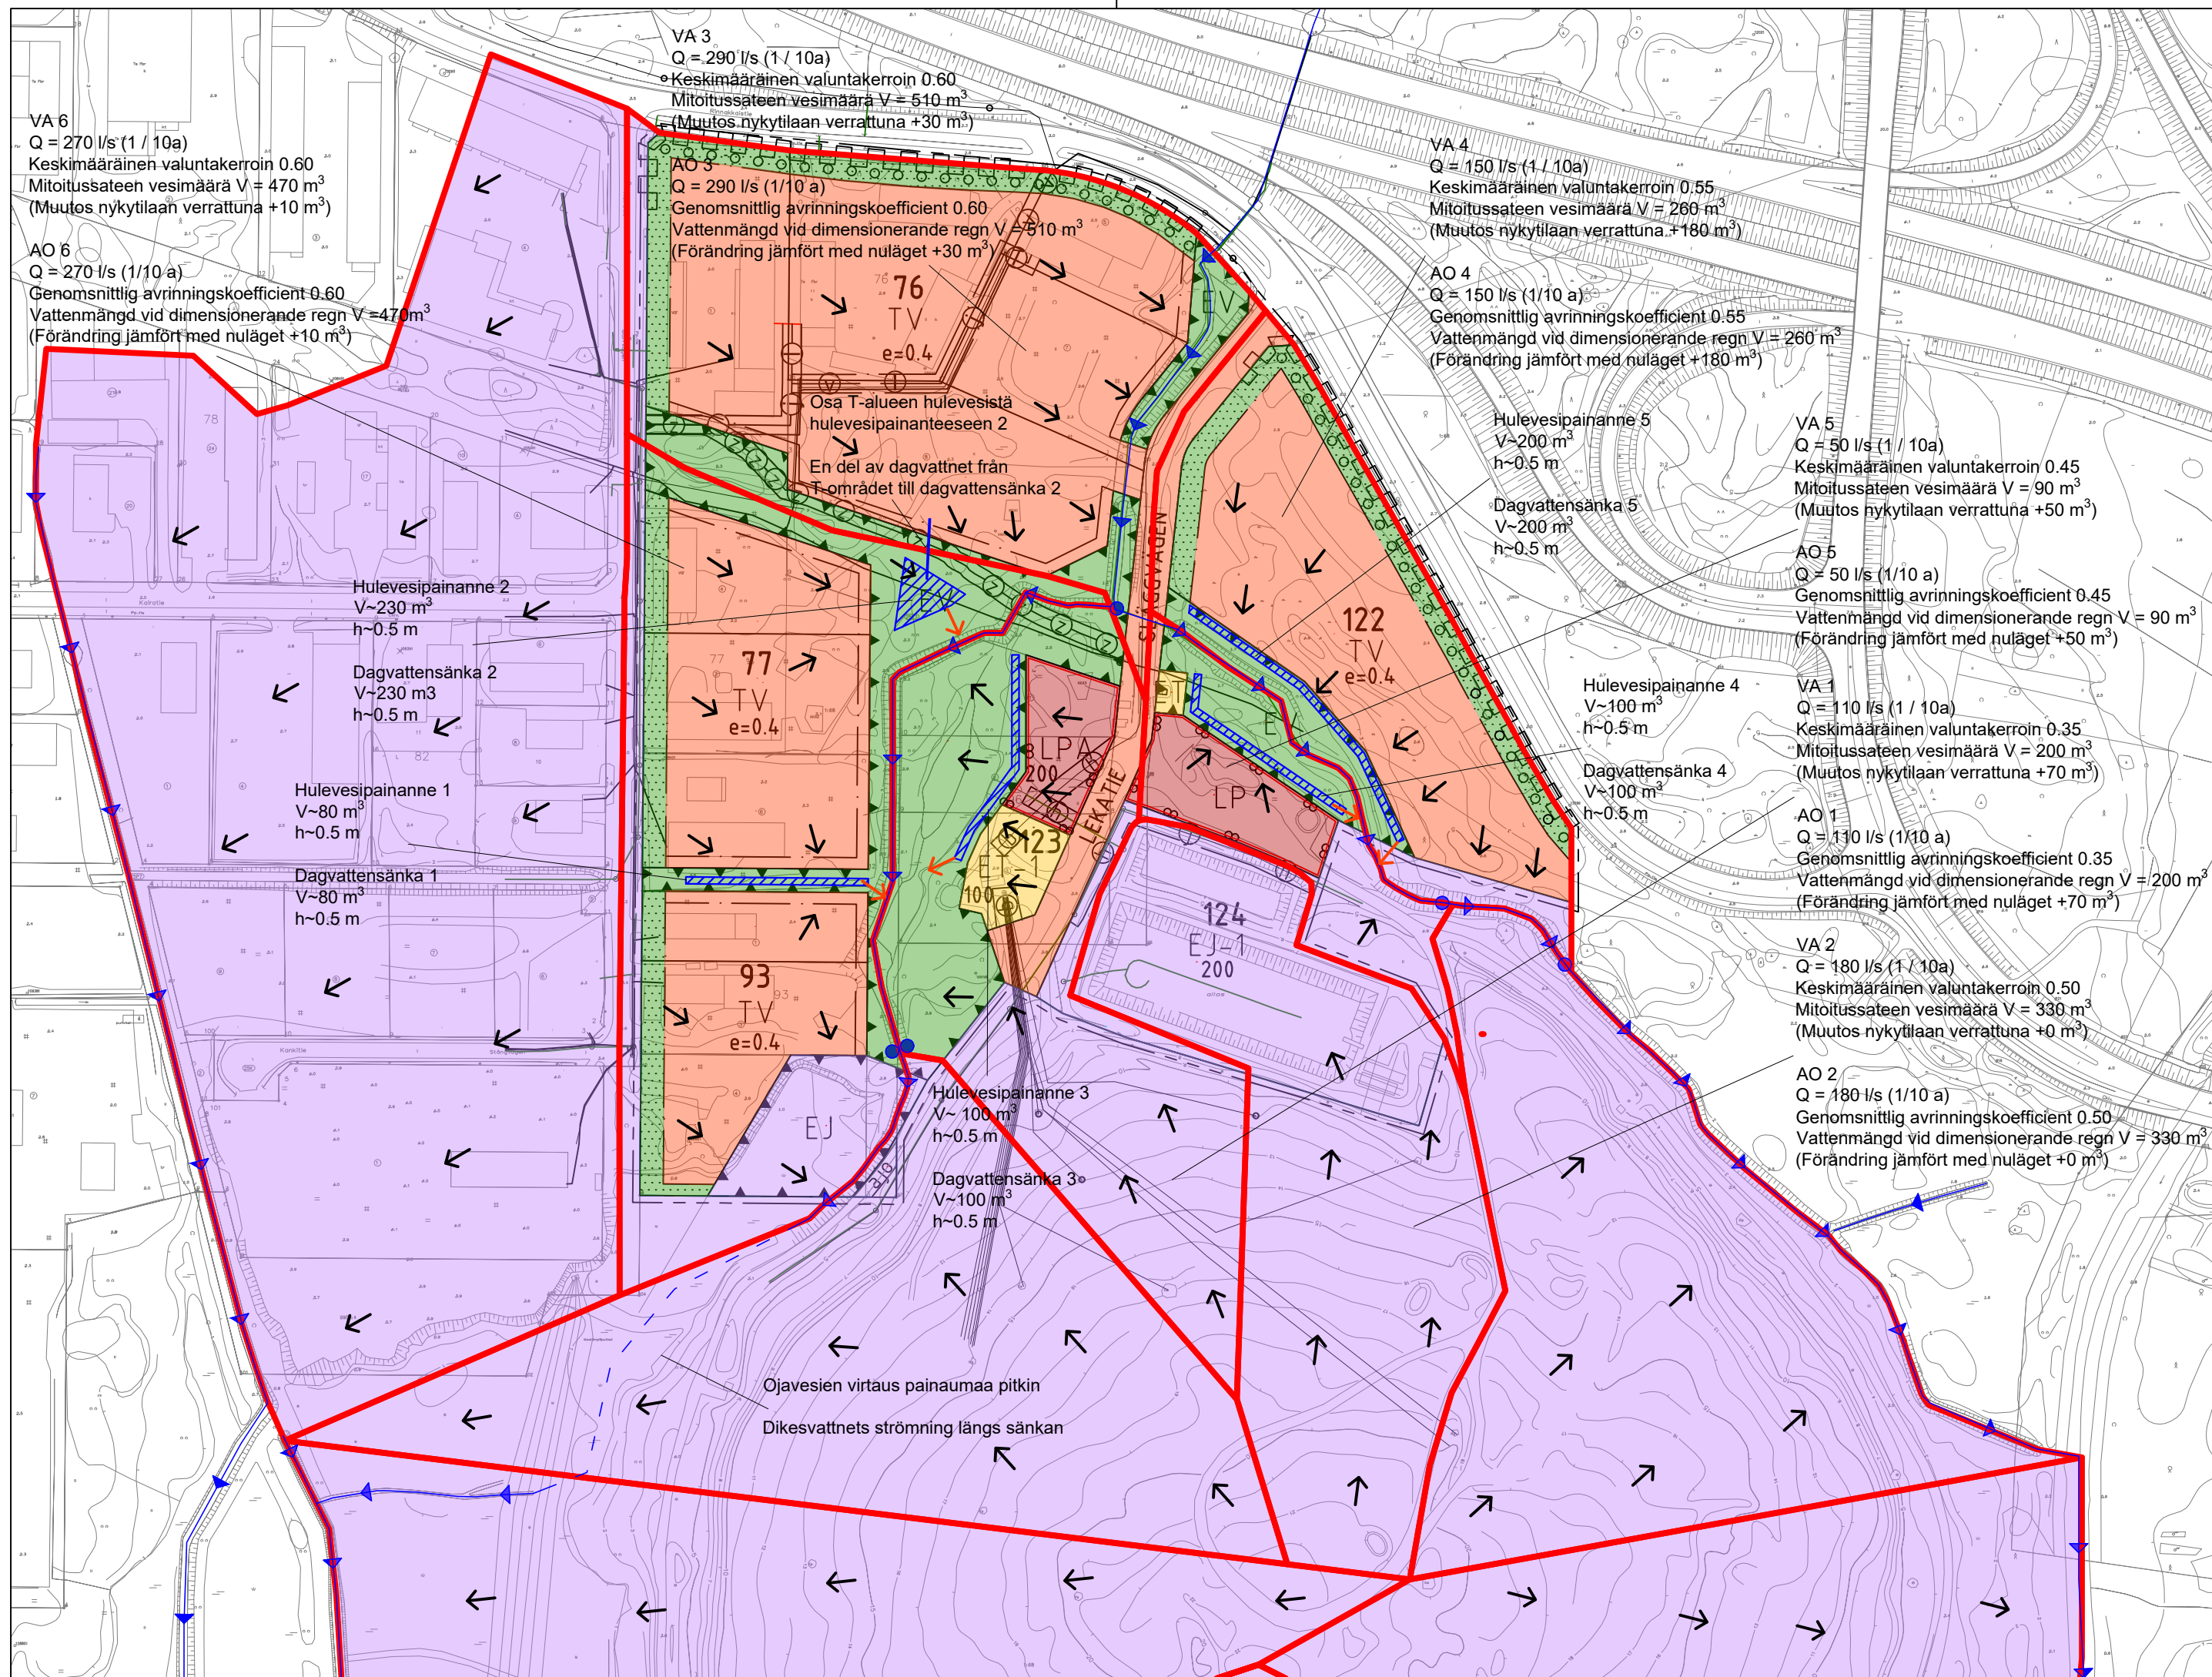 VA 3
Q = 290 l/s (1 / 10a)
Keskimääräinen valuntakerroin 0.60
Mitoitussateen vesimäärä V = 510 m³
(Muutos nykytilaan verrattuna +30 m³)
AO 3
Q = 290 l/s (1/10 a)
Genomsnittlig avrinningskoefficient 0.60
Vattenmängd vid dimensionerande regn V = 510 m³
(Förändring jämfört med nuläget +30 m³)
VA 6
Q = 270 l/s (1 / 10a)
Keskimääräinen valuntakerroin 0.60
Mitoitussateen vesimäärä V = 470 m³
(Muutos nykytilaan verrattuna +10 m³)
AO 6
Q = 270 l/s (1/10 a)
Genomsnittlig avrinningskoefficient 0.60
Vattenmängd vid dimensionerande regn V =470m³
(Förändring jämfört med nuläget +10 m³)
VA 4
Q = 150 l/s (1 / 10a)
Keskimääräinen valuntakerroin 0.55
Mitoitussateen vesimäärä V = 260 m³
(Muutos nykytilaan verrattuna +180 m³)
AO 4
Q = 150 l/s (1/10 a)
Genomsnittlig avrinningskoefficient 0.55
Vattenmängd vid dimensionerande regn V = 260 m³
(Förändring jämfört med nuläget +180 m³)
76
TV
e=0.4
EV
Osa T-alueen hulevesistä
hulevesipainanteeseen 2
En del av dagvattnet från
T-området till dagvattensänka 2
Hulevesipainanne 5
V~200 m³
h~0.5 m
Dagvattensänka 5
V~200 m³
h~0.5 m
VA 5
Q = 50 l/s (1 / 10a)
Keskimääräinen valuntakerroin 0.45
Mitoitussateen vesimäärä V = 90 m³
(Muutos nykytilaan verrattuna +50 m³)
AO 5
Q = 50 l/s (1/10 a)
Genomsnittlig avrinningskoefficient 0.45
Vattenmängd vid dimensionerande regn V = 90 m³
(Förändring jämfört med nuläget +50 m³)
Hulevesipainanne 2
V~230 m³
h~0.5 m
Dagvattensänka 2
V~230 m3
h~0.5 m
EV
SLÄGGVÄGEN
122
TV
e=0.4
77
TV
e=0.4
ET
EV
LPA
200
LP
LEKATIE
Hulevesipainanne 4
V~100 m³
h~0.5 m
Dagvattensänka 4
V~100 m³
h~0.5 m
VA 1
Q = 110 l/s (1 / 10a)
Keskimääräinen valuntakerroin 0.35
Mitoitussateen vesimäärä V = 200 m³
(Muutos nykytilaan verrattuna +70 m³)
AO 1
Q = 110 l/s (1/10 a)
Genomsnittlig avrinningskoefficient 0.35
Vattenmängd vid dimensionerande regn V = 200 m³
(Förändring jämfört med nuläget +70 m³)
Hulevesipainanne 1
V~80 m³
h~0.5 m
Dagvattensänka 1
V~80 m³
h~0.5 m
123
ET-1
100
124
EJ-1
200
allas
93
TV
e=0.4
EJ
VA 2
Q = 180 l/s (1 / 10a)
Keskimääräinen valuntakerroin 0.50
Mitoitussateen vesimäärä V = 330 m³
(Muutos nykytilaan verrattuna +0 m³)
AO 2
Q = 180 l/s (1/10 a)
Genomsnittlig avrinningskoefficient 0.50
Vattenmängd vid dimensionerande regn V = 330 m³
(Förändring jämfört med nuläget +0 m³)
Hulevesipainanne 3
V~ 100 m³
h~0.5 m
Dagvattensänka 3
V~100 m³
h~0.5 m
Ojavesien virtaus painaumaa pitkin
Dikesvattnets strömning längs sänkan
Rinnakkaistie
Kalratie
Kankitie
Stångvägen
78
82